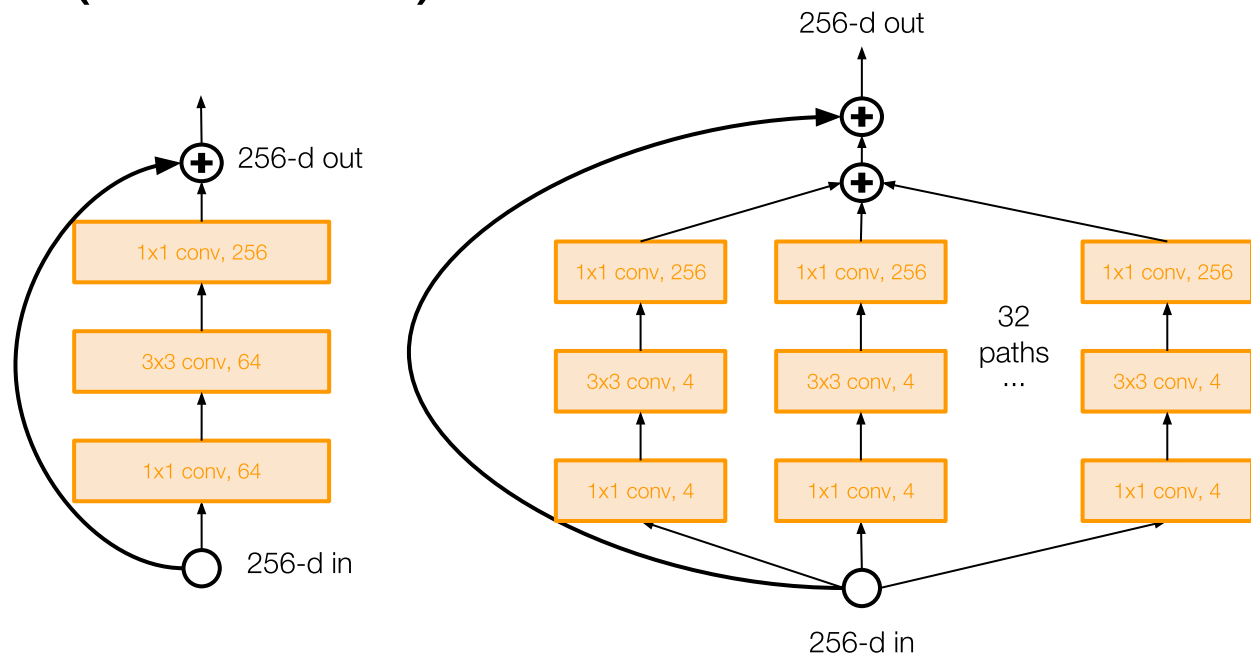 256-d out
1x1 conv, 256
3x3 conv, 64
1x1 conv, 64
256-d in
256-d out
1x1 conv, 256
1x1 conv, 256
1x1 conv, 256
32
paths
...
3x3 conv, 4
3x3 conv, 4
3x3 conv, 4
1x1 conv, 4
1x1 conv, 4
1x1 conv, 4
256-d in